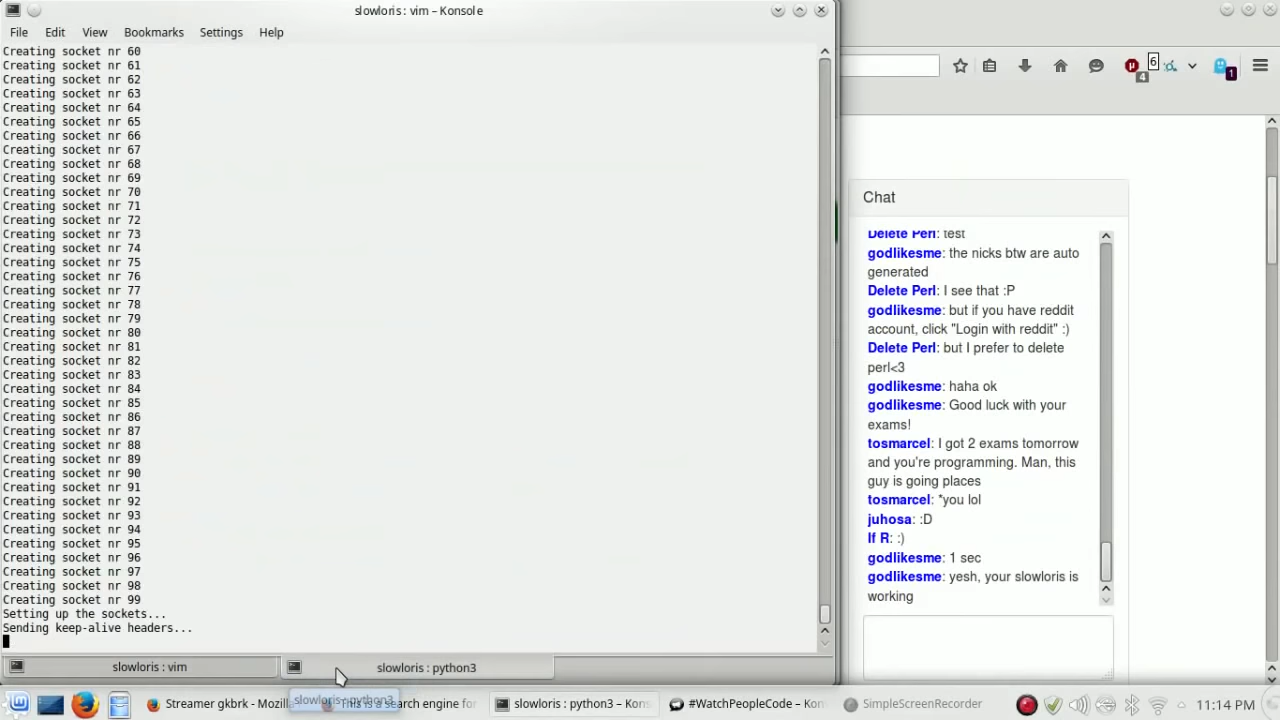 slowloris : vim – Konsole
File Edit View Bookmarks Settings Help
Creating socket nr 60
Creating socket nr 61
Creating socket nr 62
Creating socket nr 63
Creating socket nr 64
Creating socket nr 65
Creating socket nr 66
Creating socket nr 67
Creating socket nr 68
Creating socket nr 69
Creating socket nr 70
Creating socket nr 71
Creating socket nr 72
Creating socket nr 73
Creating socket nr 74
Creating socket nr 75
Creating socket nr 76
Creating socket nr 77
Creating socket nr 78
Creating socket nr 79
Creating socket nr 80
Creating socket nr 81
Creating socket nr 82
Creating socket nr 83
Creating socket nr 84
Creating socket nr 85
Creating socket nr 86
Creating socket nr 87
Creating socket nr 88
Creating socket nr 89
Creating socket nr 90
Creating socket nr 91
Creating socket nr 92
Creating socket nr 93
Creating socket nr 94
Creating socket nr 95
Creating socket nr 96
Creating socket nr 97
Creating socket nr 98
Creating socket nr 99
Setting up the sockets...
Sending keep-alive headers...
slowloris : vim
slowloris : python3
6
4
1
Chat
Delete Perl: test
godlikesme: the nicks btw are auto
generated
Delete Perl: I see that :P
godlikesme: but if you have reddit
account, click "Login with reddit" :)
Delete Perl: but I prefer to delete
perl<3
godlikesme: haha ok
godlikesme: Good luck with your
exams!
tosmarcel: I got 2 exams tomorrow
and you're programming. Man, this
guy is going places
tosmarcel: *you lol
juhosa: :D
If R: :)
godlikesme: 1 sec
godlikesme: yesh, your slowloris is
working
slowloris : python3
Streamer gkbrk - Mozill
This is a search engine for
slowloris : python3 – Kons
#WatchPeopleCode – Kon
SimpleScreenRecorder
11:14 PM